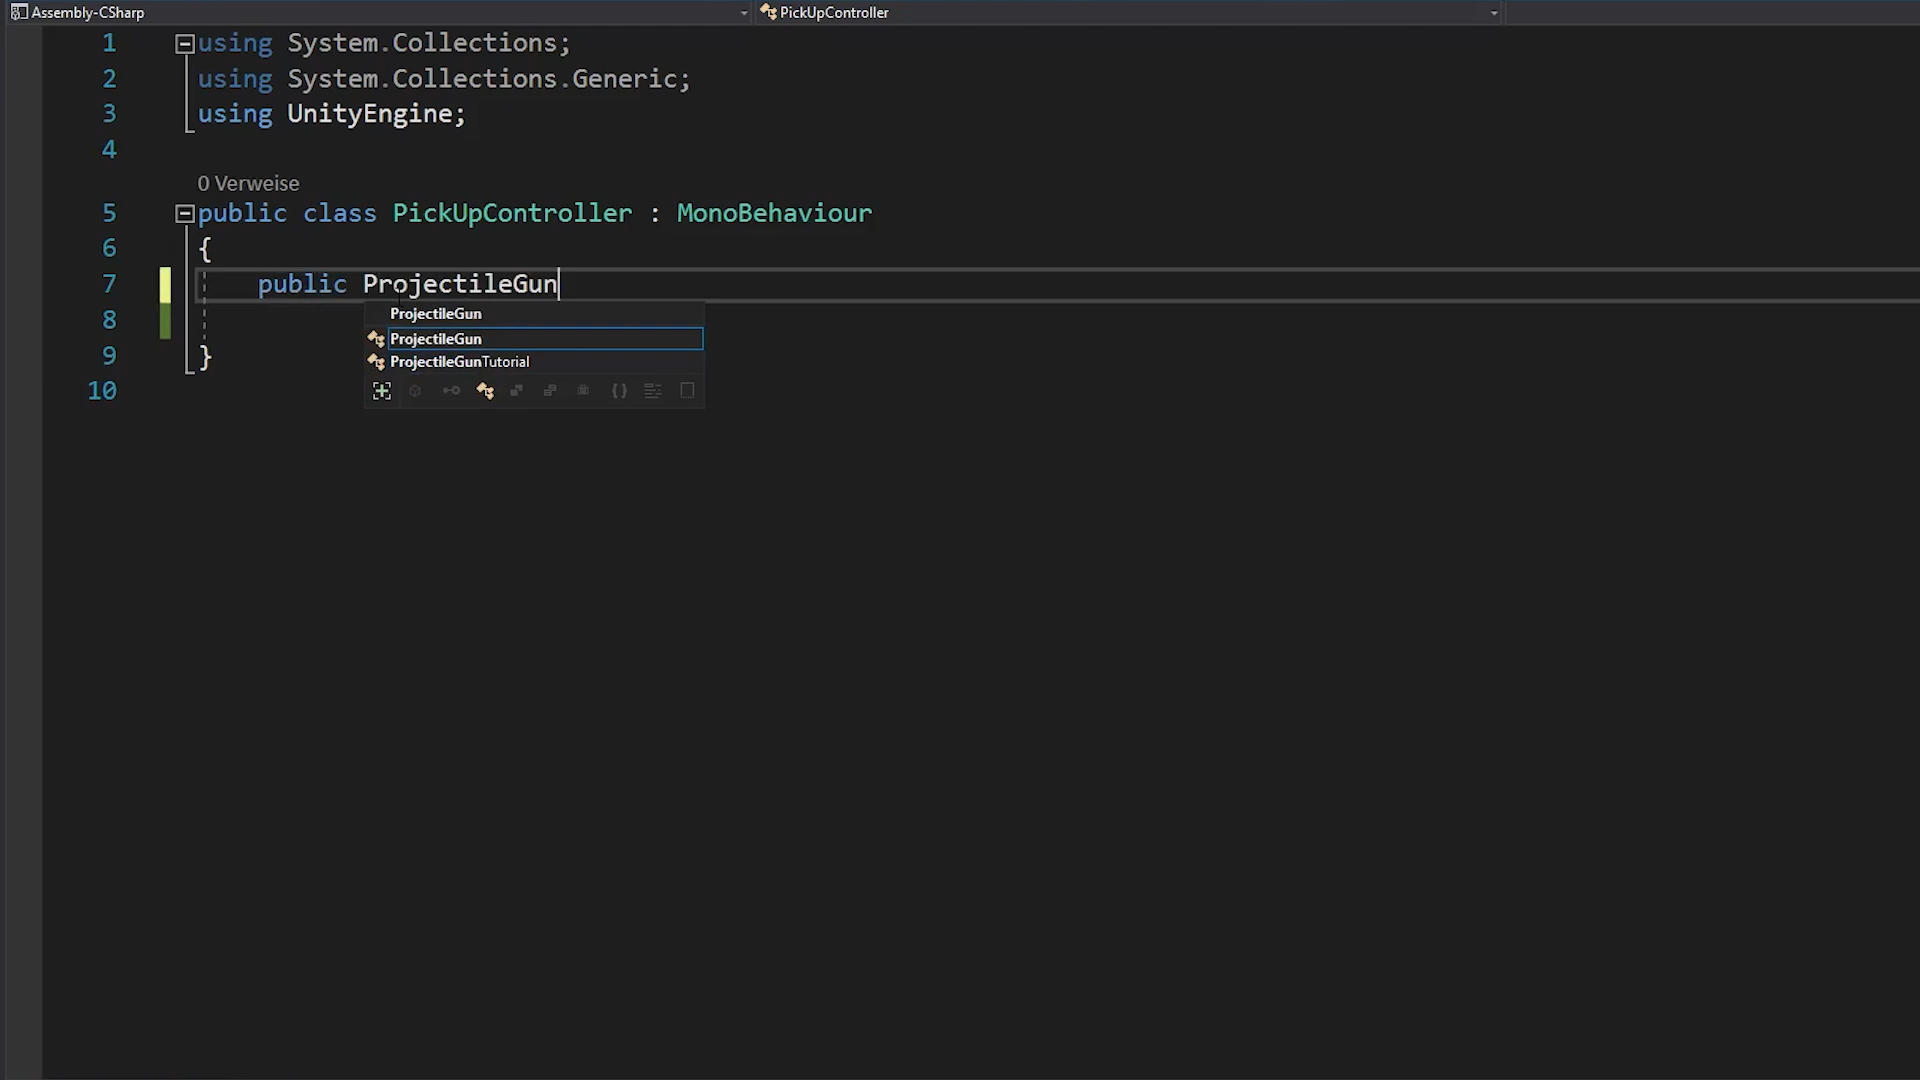 Assembly-CSharp
PickUpController
1 using System.Collections;
2 using System.Collections.Generic;
3 using UnityEngine;
4
0 Verweise
5 public class PickUpController : MonoBehaviour
6 {
7 public ProjectileGun
ProjectileGun
ProjectileGun
8
ProjectileGunTutorial
9 }
10